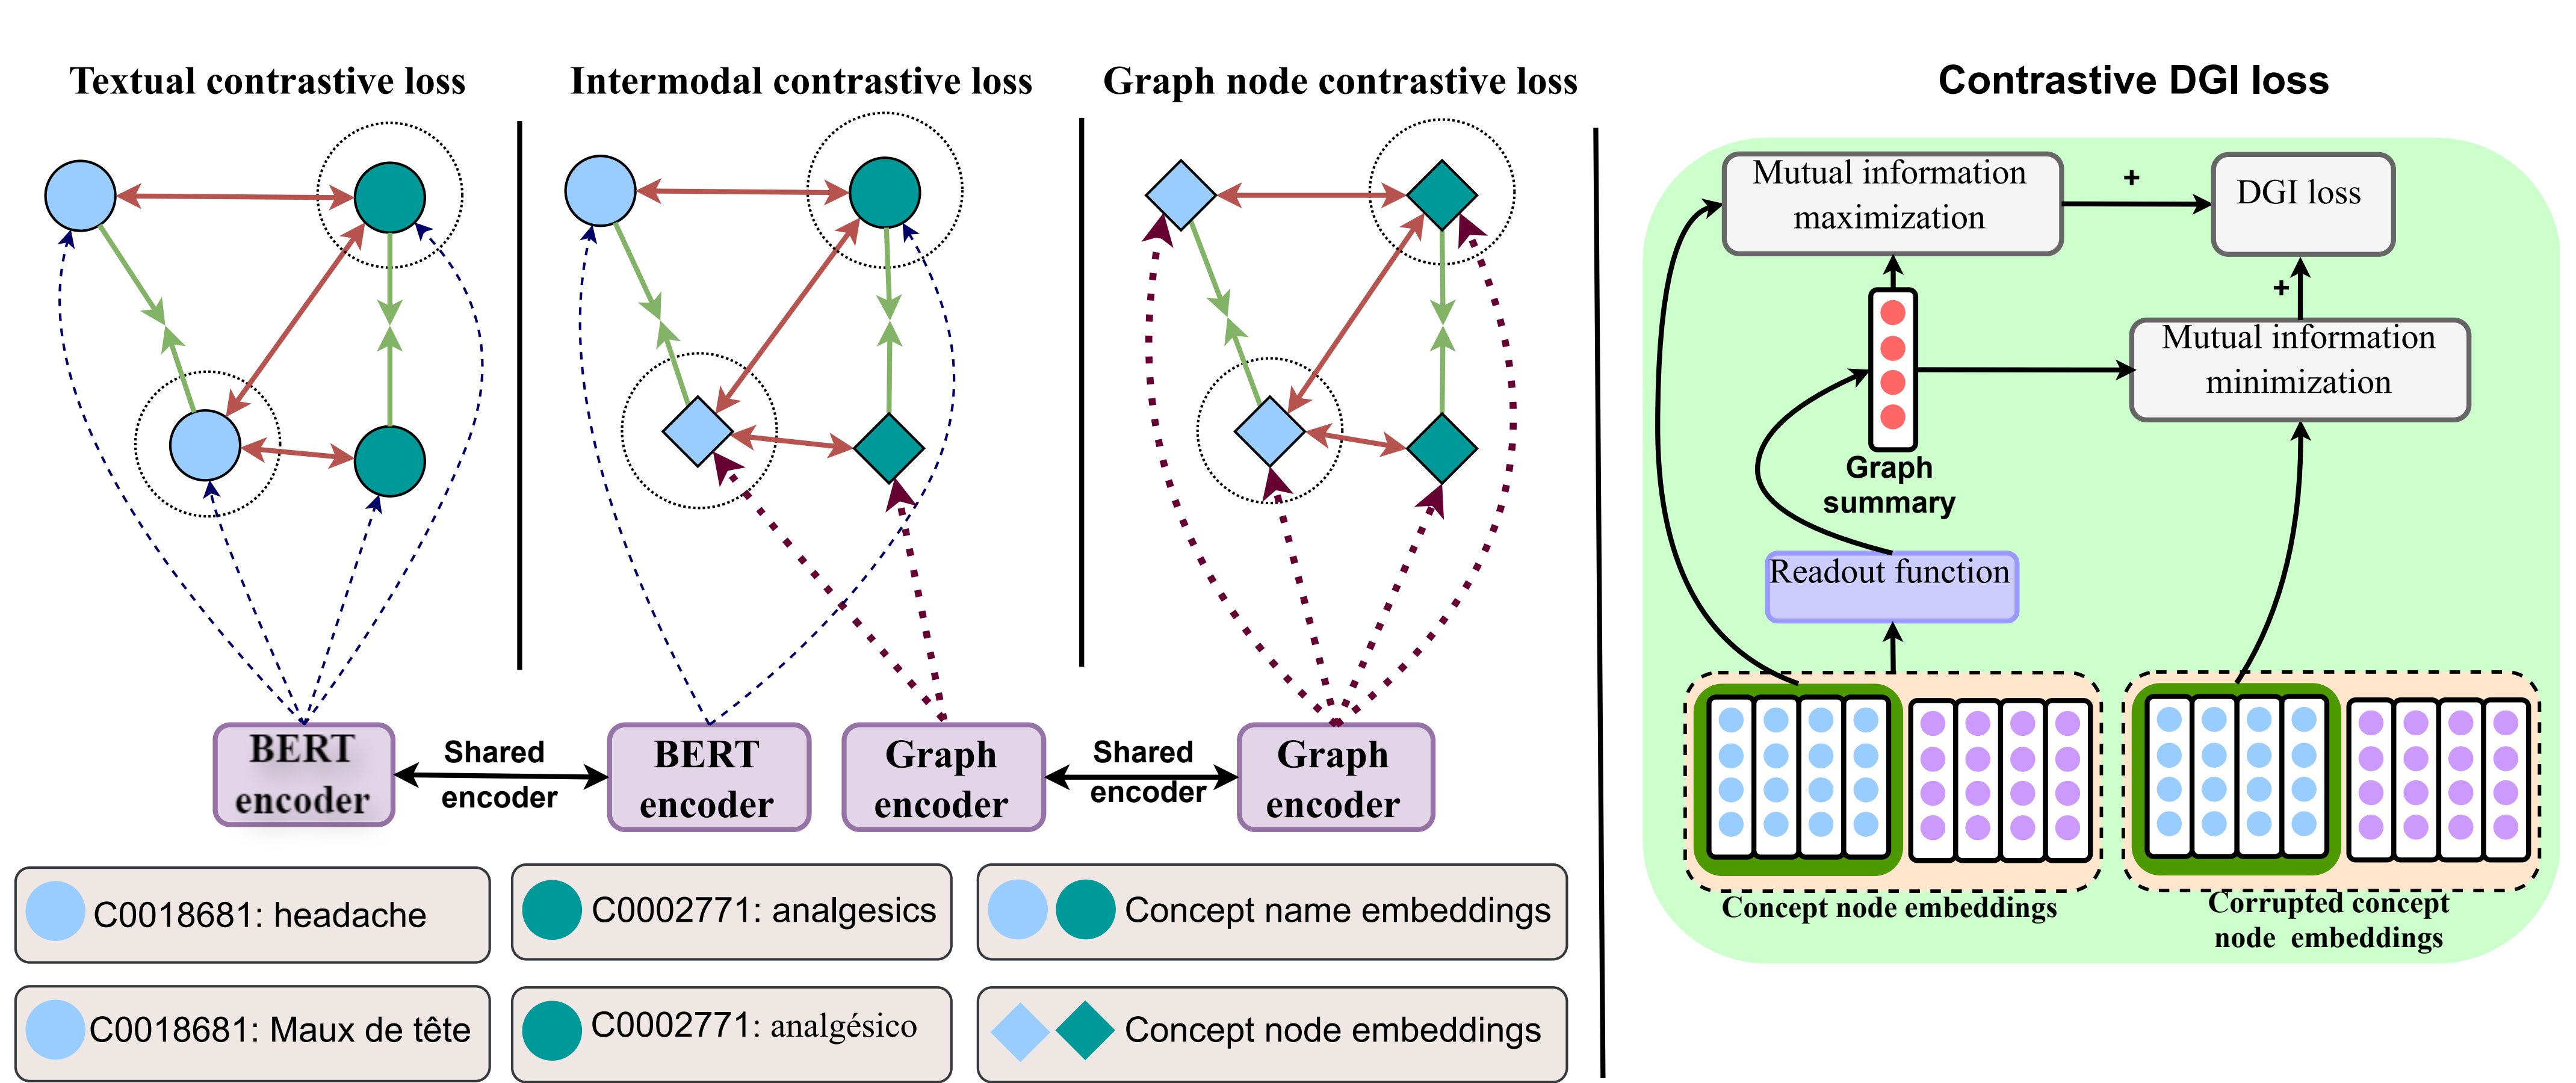 Textual contrastive loss
Intermodal contrastive loss
Graph node contrastive loss
Contrastive DGI loss
Mutual information
maximization
+
DGI loss
+
Mutual information
minimization
Graph
summary
Readout function
BERT
encoder
Shared
encoder
BERT
encoder
Graph
encoder
Shared
encoder
Graph
encoder
Concept node embeddings
Corrupted concept
node embeddings
C0018681: headache
C0002771: analgesics
Concept name embeddings
C0018681: Maux de tête
C0002771: analgésico
Concept node embeddings